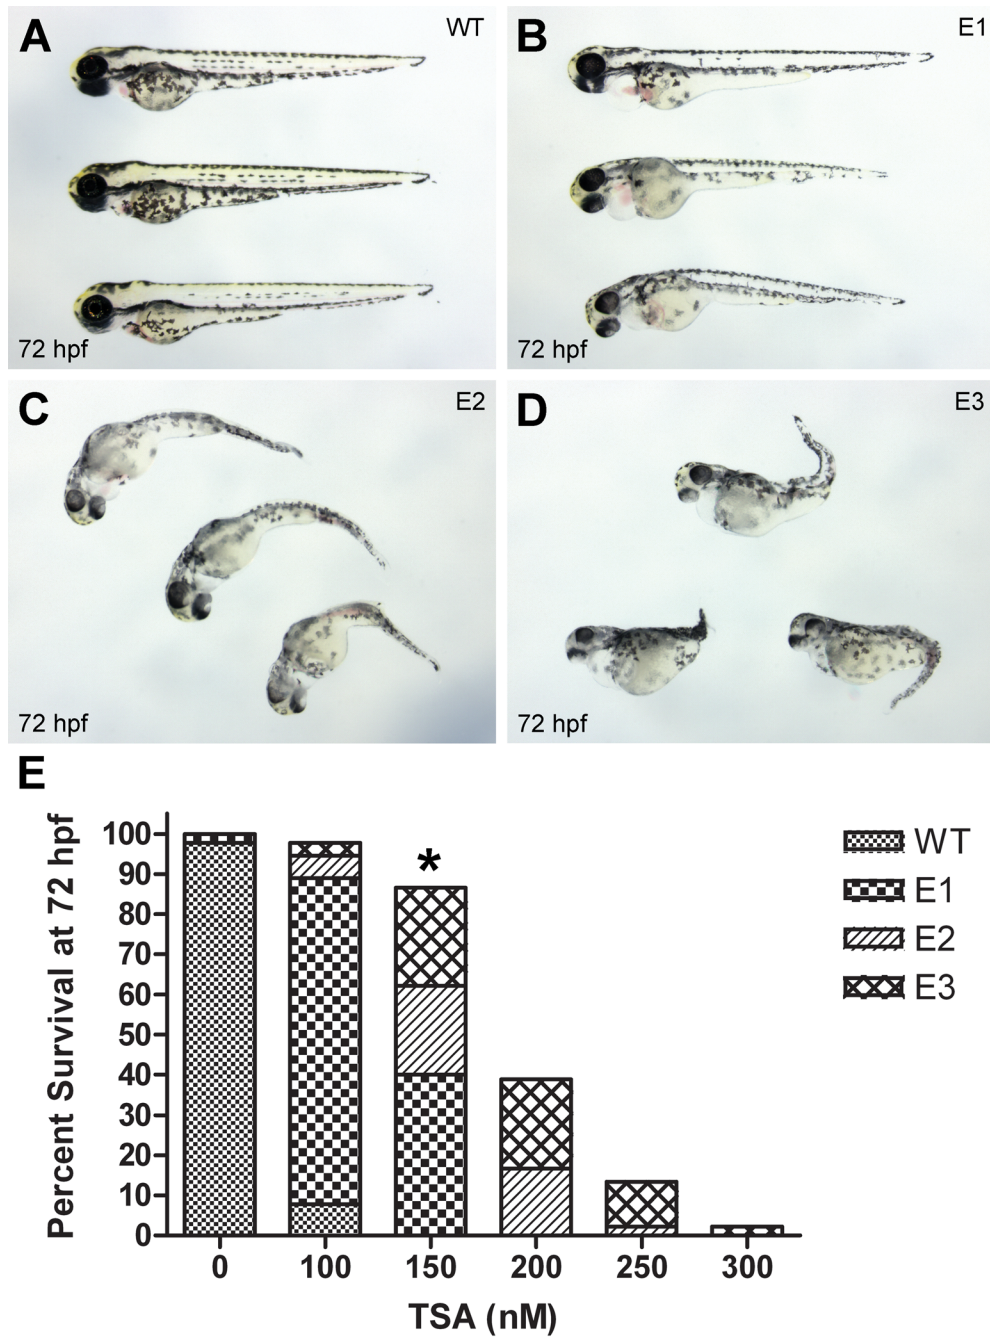 A WT
72 hpf
B E1
72 hpf
C E2
72 hpf
D E3
72 hpf
E
Percent Survival at 72 hpf
100
90
80
70
60
50
40
30
20
10
0
*
0 100 150 200 250 300
TSA (nM)
WT
E1
E2
E3